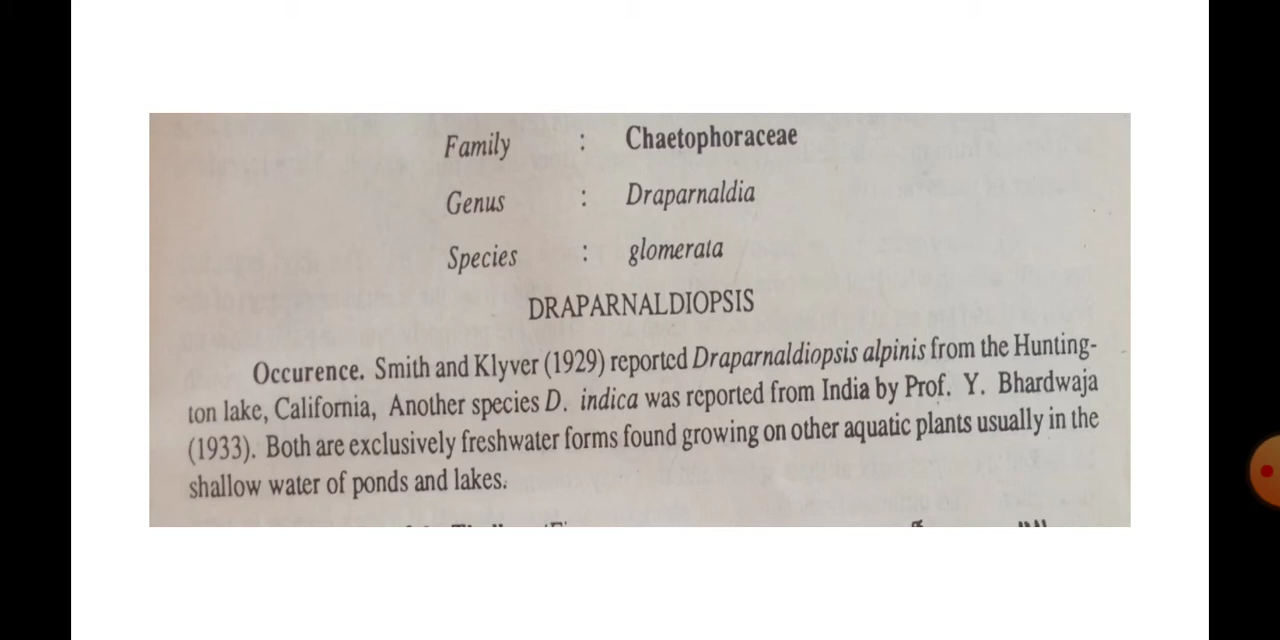 Family : Chaetophoraceae
Genus : Draparnaldia
Species : glomerata
DRAPARNALDIOPSIS
Occurence. Smith and Klyver (1929) reported Draparnaldiopsis alpinis from the Hunting-
ton lake, California, Another species D. indica was reported from India by Prof. Y. Bhardwaja
(1933). Both are exclusively freshwater forms found growing on other aquatic plants usually in the
shallow water of ponds and lakes.